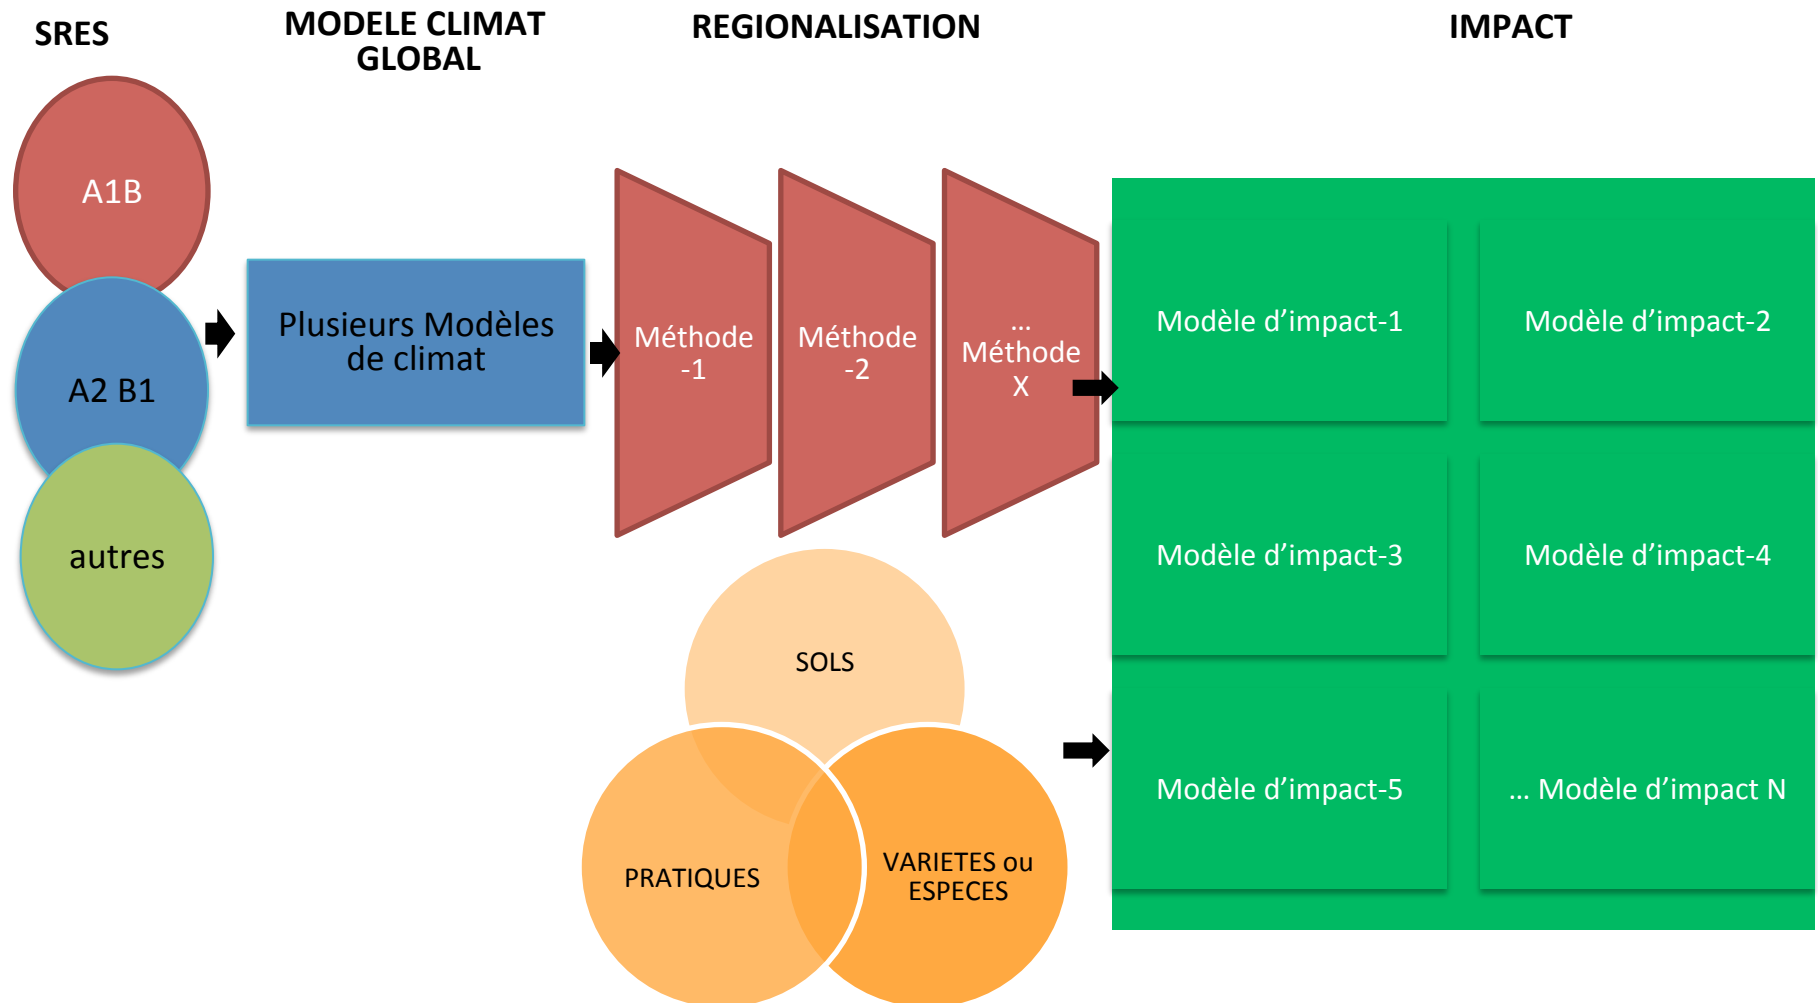 SRES
MODELE CLIMAT
GLOBAL
REGIONALISATION
IMPACT
A1B
A2 B1
autres
Plusieurs Modèles
de climat
Méthode
-1
Méthode
-2
...
Méthode
X
SOLS
PRATIQUES
VARIETES ou
ESPECES
Modèle d’impact-1
Modèle d’impact-2
Modèle d’impact-3
Modèle d’impact-4
Modèle d’impact-5
... Modèle d’impact N